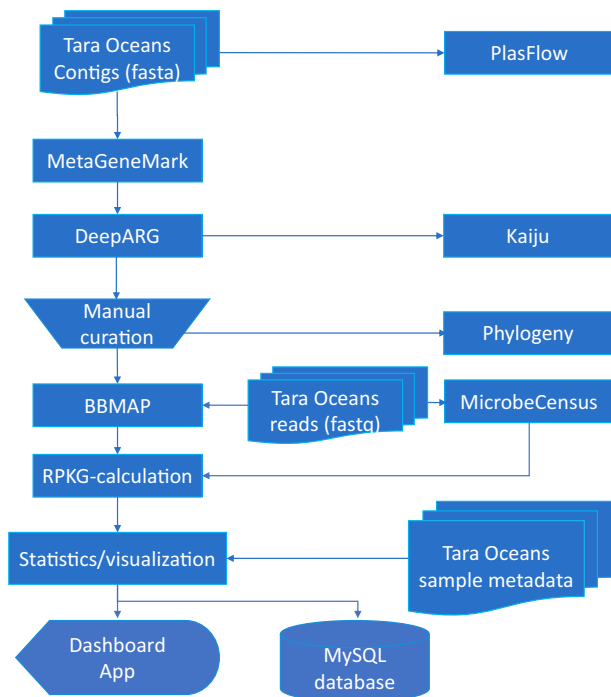 Tara Oceans
Contigs (fasta)
PlasFlow
MetaGeneMark
DeepARG
Kaiju
Manual
curation
Phylogeny
BBMAP
Tara Oceans
reads (fastq)
MicrobeCensus
RPKG-calculation
Statistics/visualization
Tara Oceans
sample metadata
Dashboard
App
MySQL
database